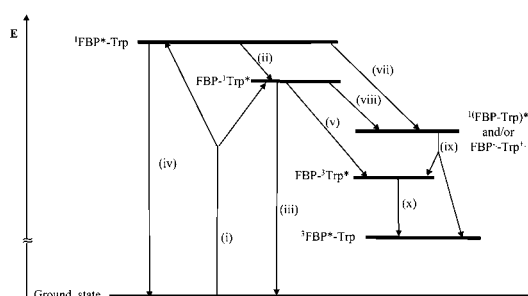 E
¹FBP*-Trp
(ii)
FBP-¹Trp*
(vii)
(viii)
(v)
¹(FBP-Trp)*
and/or
FBP⁻·-Trp⁺·
(ix)
(iv)
FBP-³Trp*
(iii)
(x)
(i)
³FBP*-Trp
Ground state